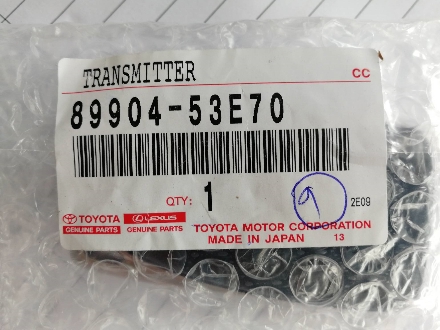 TRANSMITTER CC
89904-53E70
QTY: 1
2E09
TOYOTA LEXUS
GENUINE PARTS GENUINE PARTS
TOYOTA MOTOR CORPORATION
MADE IN JAPAN 13